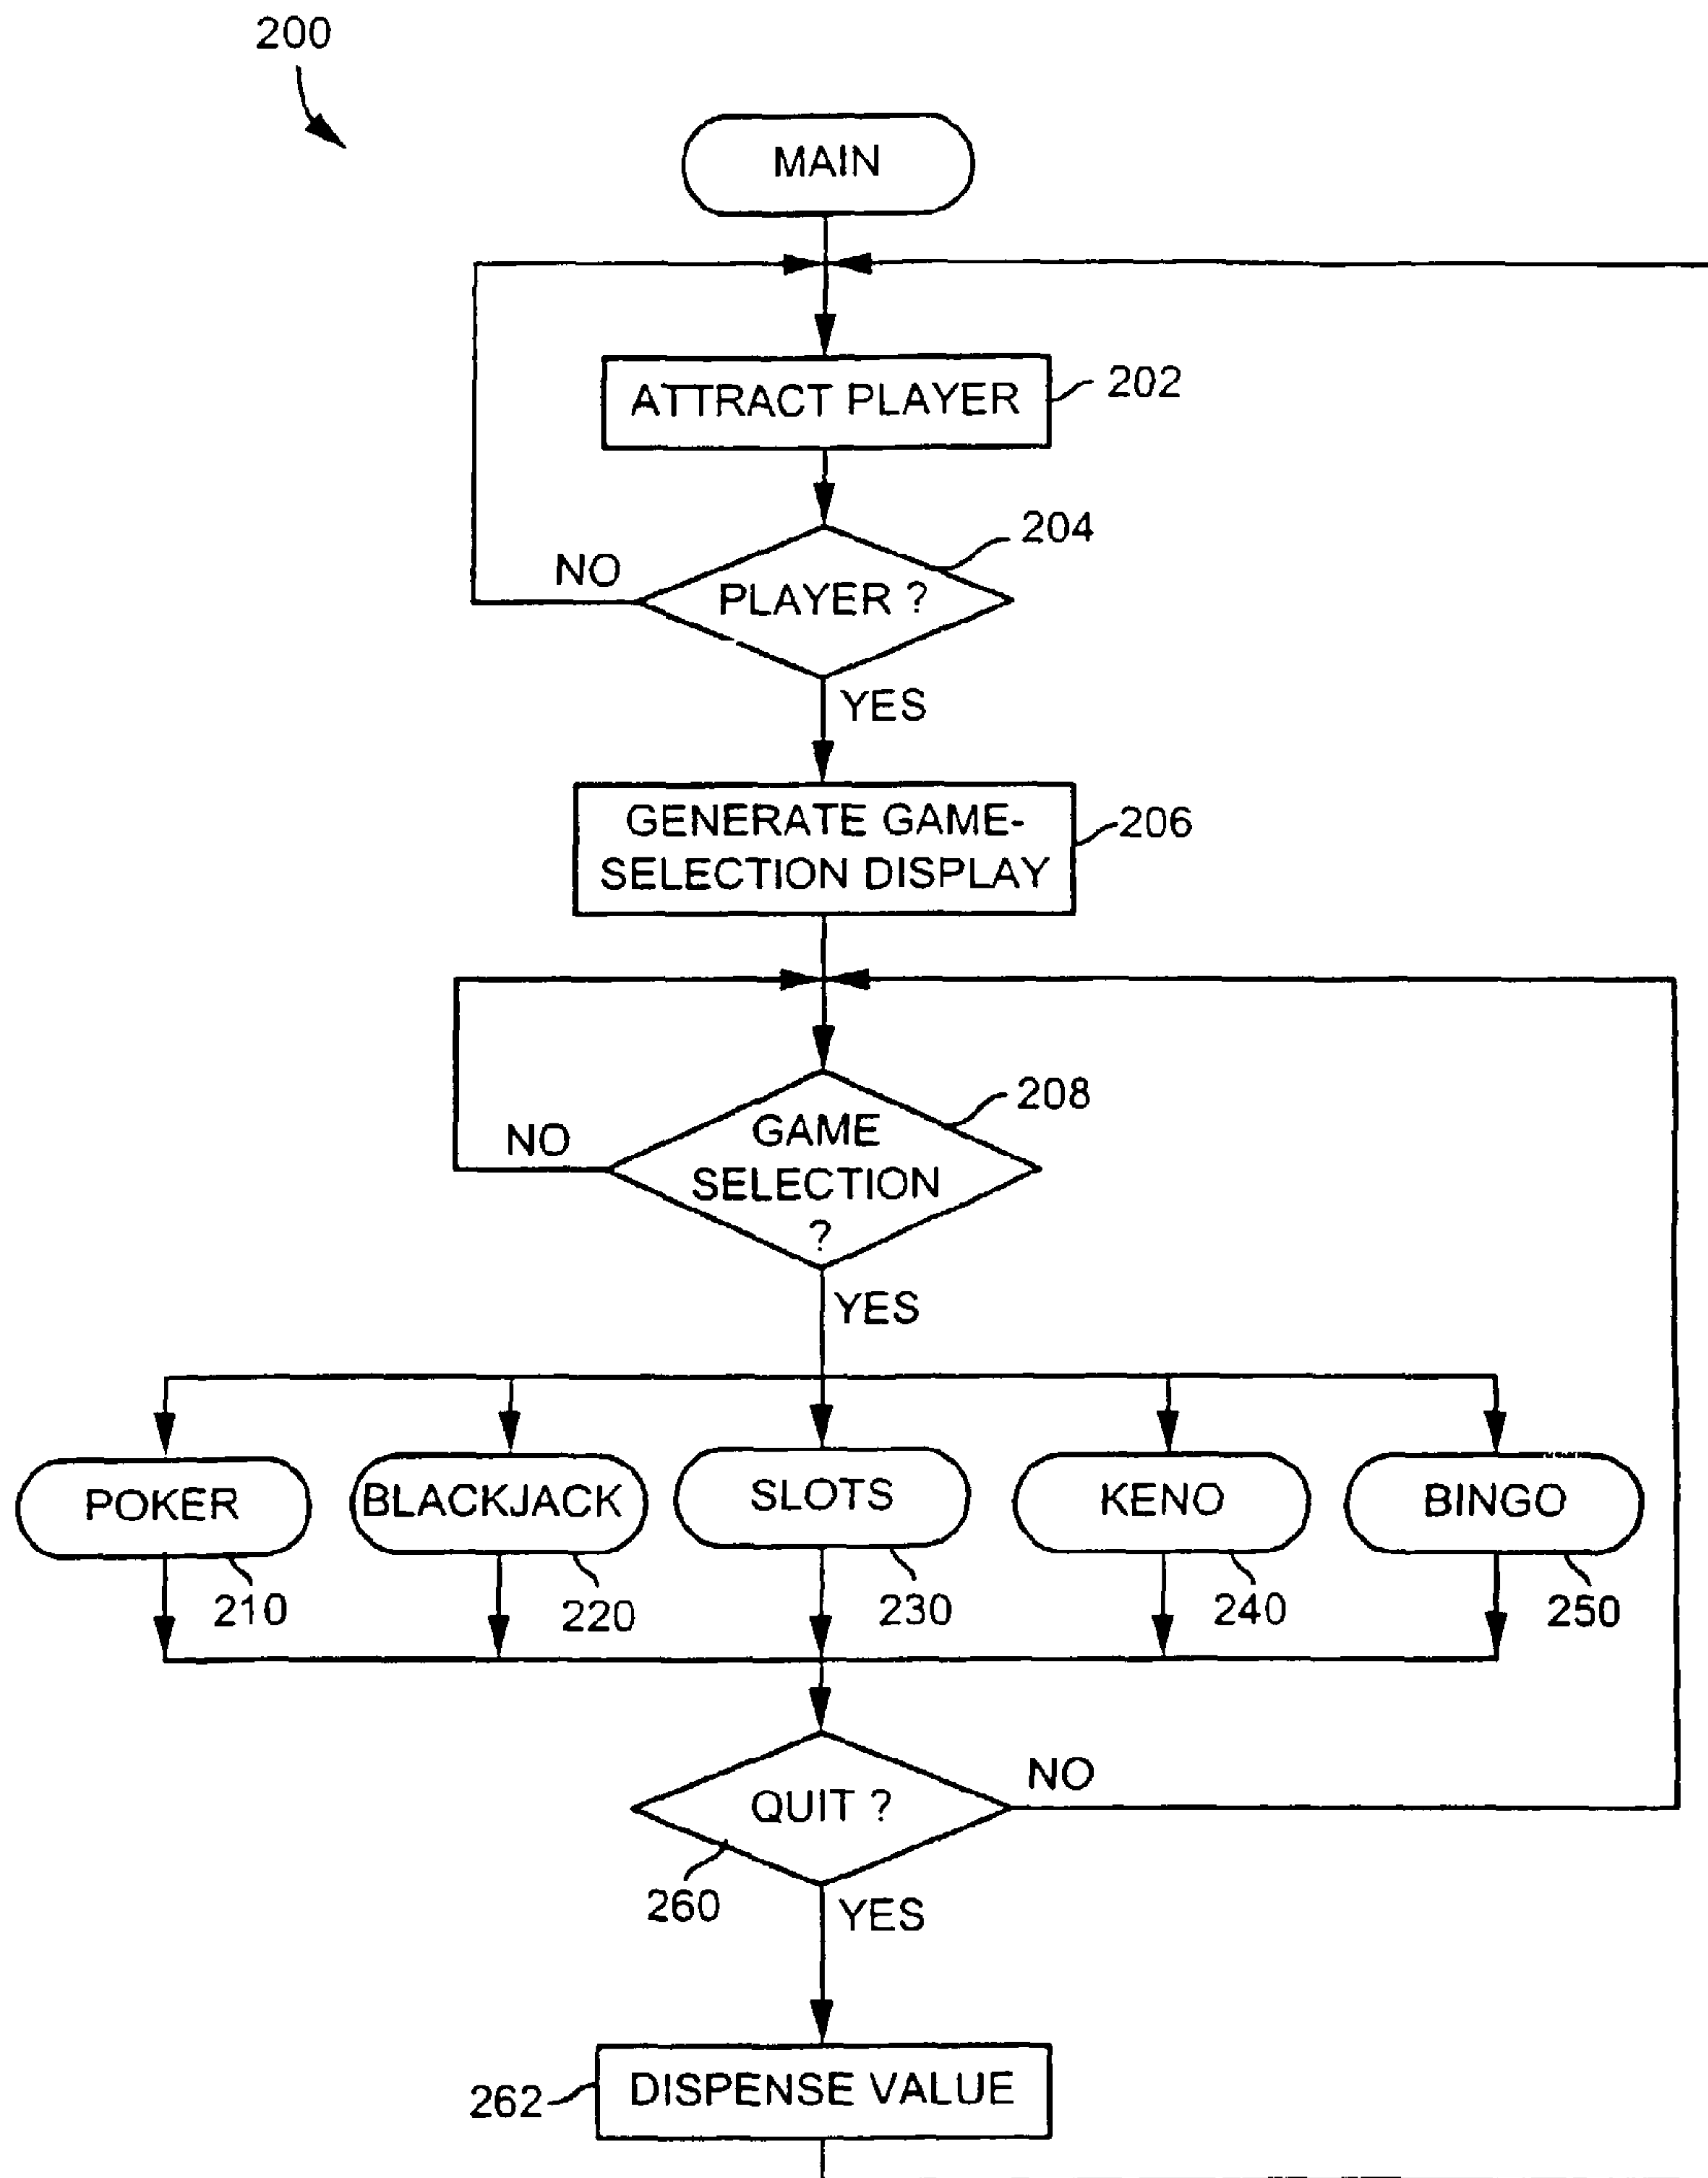 200
MAIN
ATTRACT PLAYER
202
204
NO
PLAYER ?
YES
GENERATE GAME-
SELECTION DISPLAY
206
208
NO
GAME
SELECTION
?
YES
POKER
BLACKJACK
SLOTS
KENO
BINGO
210
220
230
240
250
QUIT ?
NO
260
YES
262
DISPENSE VALUE